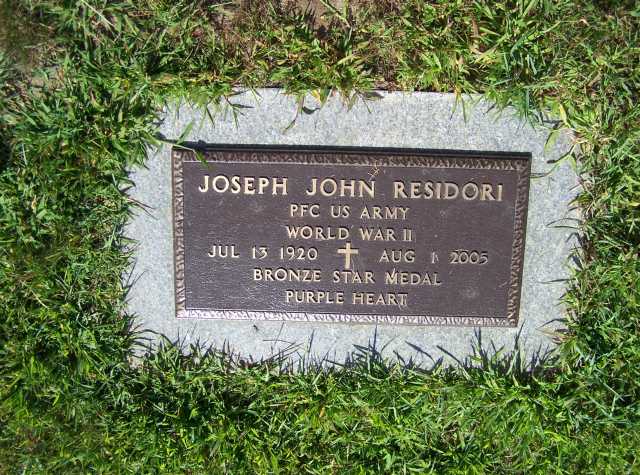 JOSEPH JOHN RESIDORI
PFC US ARMY
WORLD WAR II
JUL 13 1920 AUG 1 2005
BRONZE STAR MEDAL
PURPLE HEART